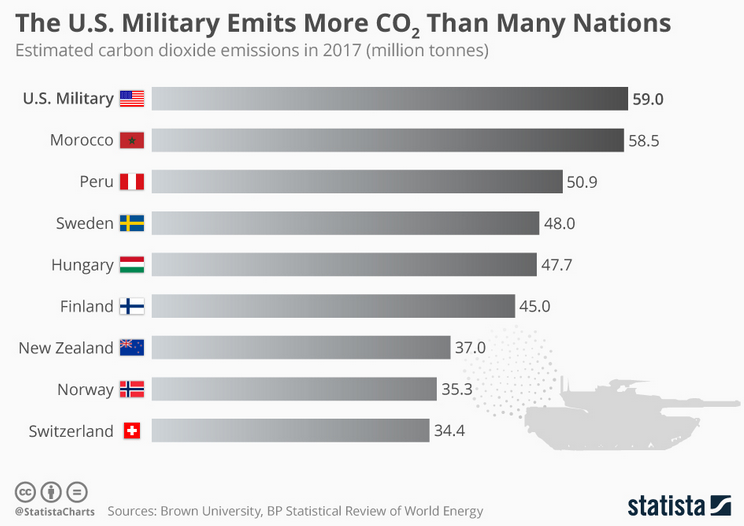 The U.S. Military Emits More CO₂ Than Many Nations
Estimated carbon dioxide emissions in 2017 (million tonnes)
U.S. Military 59.0
Morocco 58.5
Peru 50.9
Sweden 48.0
Hungary 47.7
Finland 45.0
New Zealand 37.0
Norway 35.3
Switzerland 34.4
cc
@StatistaCharts Sources: Brown University, BP Statistical Review of World Energy
statista